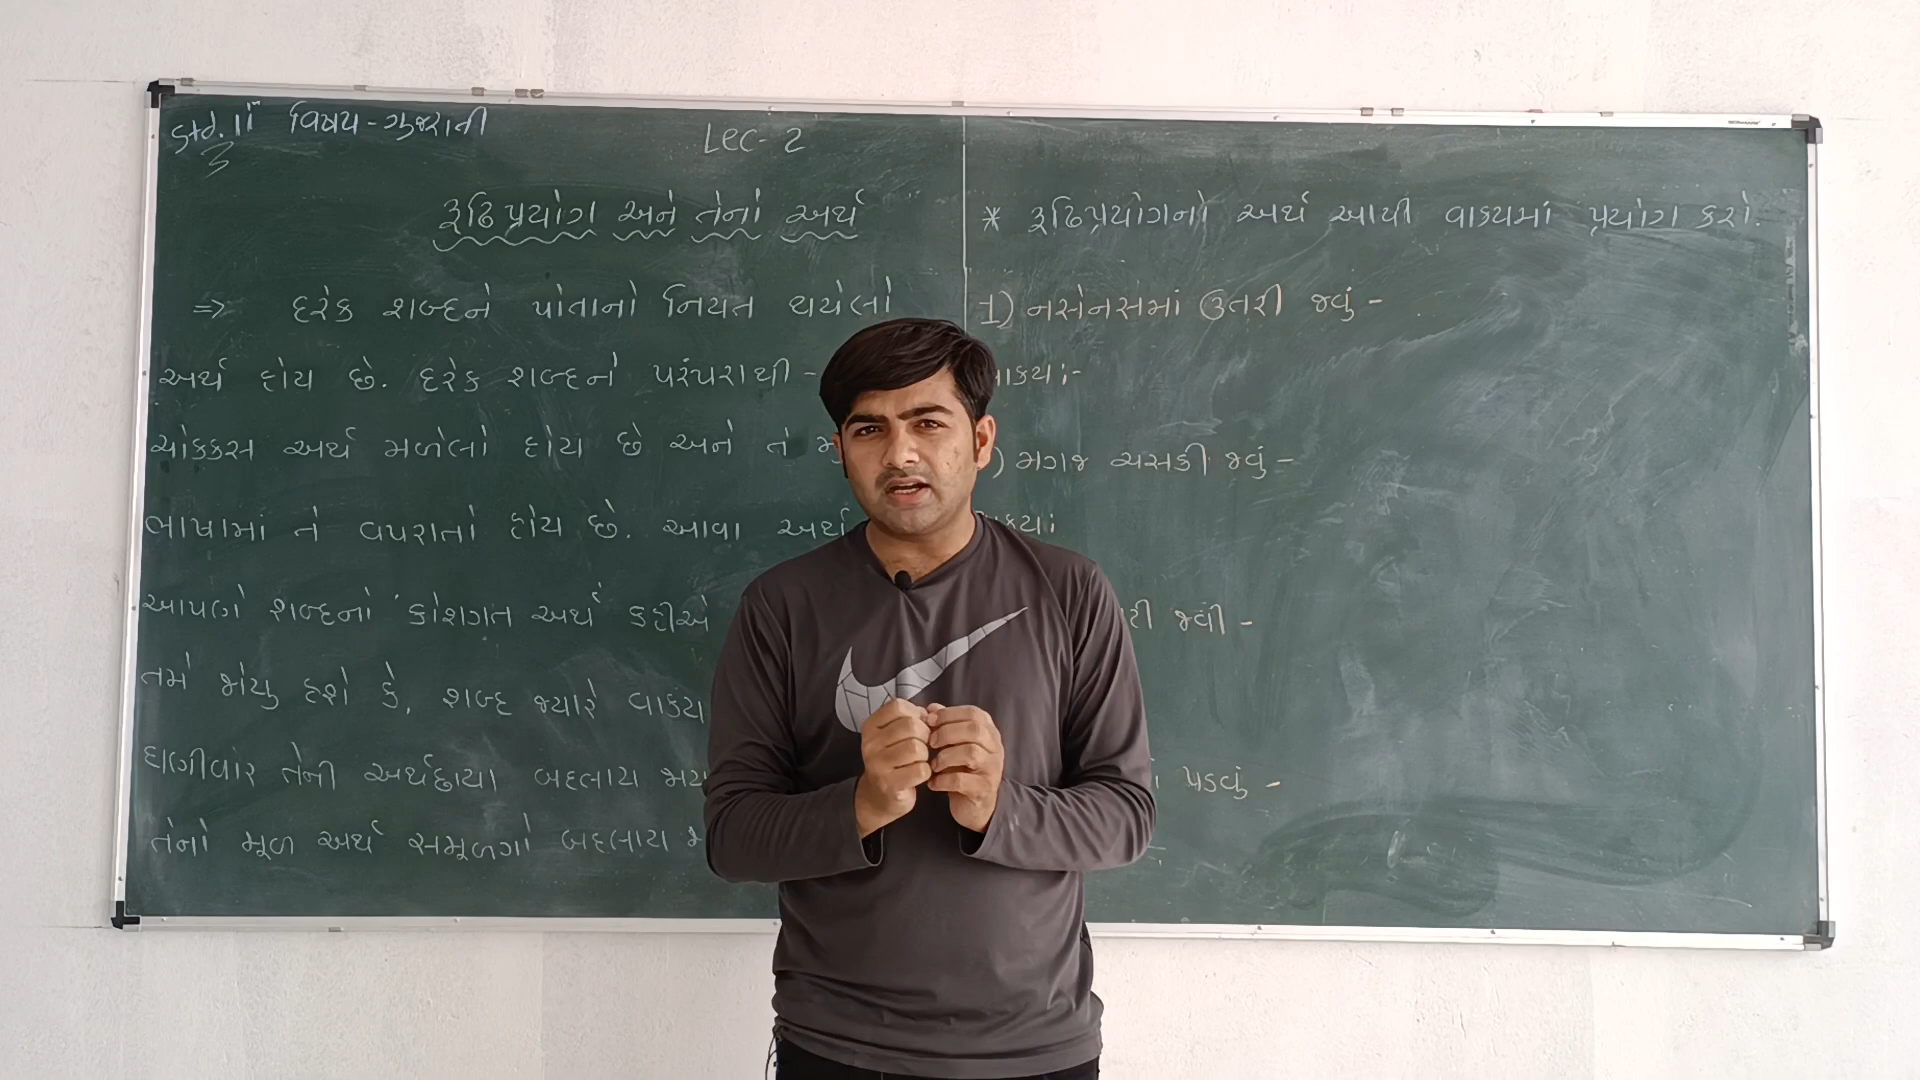 Std. 11 વિષય - ગુજરાતી
Lec - 2
રૂઢિપ્રયોગ અને તેનાં અર્થ
=> દરેક શબ્દને પોતાનો નિયત થયેલો
અર્થ હોય છે. દરેક શબ્દને પરંપરાથી -
ચોક્કસ અર્થ મળેલો હોય છે અને તે
ભાષામાં તે વપરાતો હોય છે. આવા અર્થ
આપણે શબ્દનો કોશગત અર્થ કહીએ
તમે જોયુ હશે કે, શબ્દ જ્યારે વાક્ય
ઘણીવાર તેની અર્થછાયા બદલાય
તેનો મૂળ અર્થ સમૂળગો બદલાય
* રૂઢિપ્રયોગનો અર્થ આપી વાક્યમાં પ્રયોગ કરો.
1) નસેનસમાં ઉતરી જવું -
વાક્ય :-
) મગજ ચસકી જવું -
ક્ય :
જવી -
પડવું -